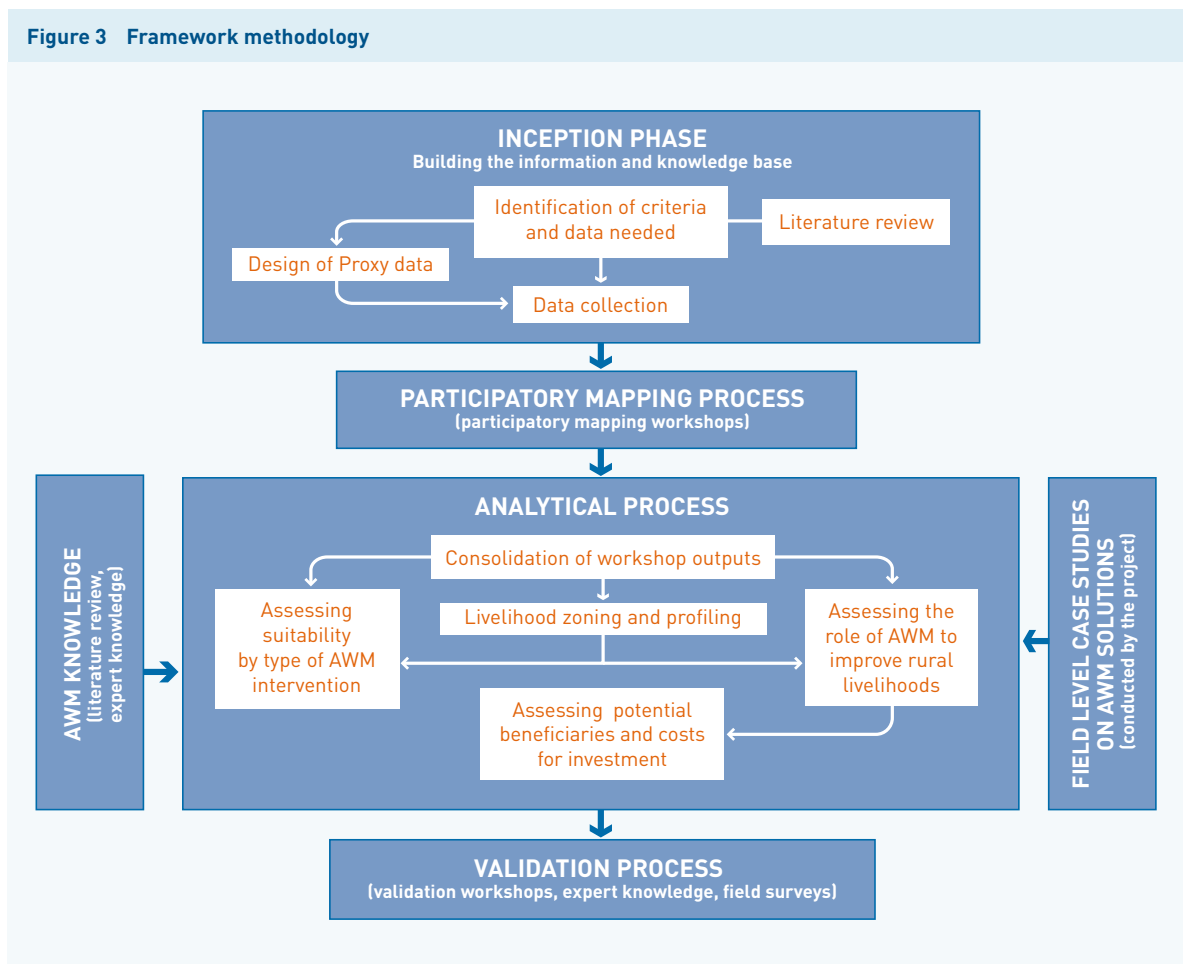 Figure 3 Framework methodology
INCEPTION PHASE
Building the information and knowledge base
Identification of criteria
and data needed
Literature review
Design of Proxy data
Data collection
PARTICIPATORY MAPPING PROCESS
(participatory mapping workshops)
AWM KNOWLEDGE
(literature review,
expert knowledge)
ANALYTICAL PROCESS
Consolidation of workshop outputs
Assessing
suitability
by type of AWM
intervention
Livelihood zoning and profiling
Assessing the
role of AWM to
improve rural
livelihoods
Assessing potential
beneficiaries and costs
for investment
FIELD LEVEL CASE STUDIES
ON AWM SOLUTIONS
(conducted by the project)
VALIDATION PROCESS
(validation workshops, expert knowledge, field surveys)